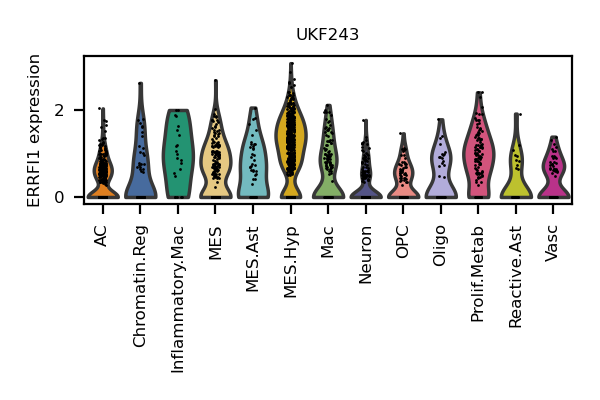 UKF243
ERRFI1 expression
2
0
AC
Chromatin.Reg
Inflammatory.Mac
MES
MES.Ast
MES.Hyp
Mac
Neuron
OPC
Oligo
Prolif.Metab
Reactive.Ast
Vasc